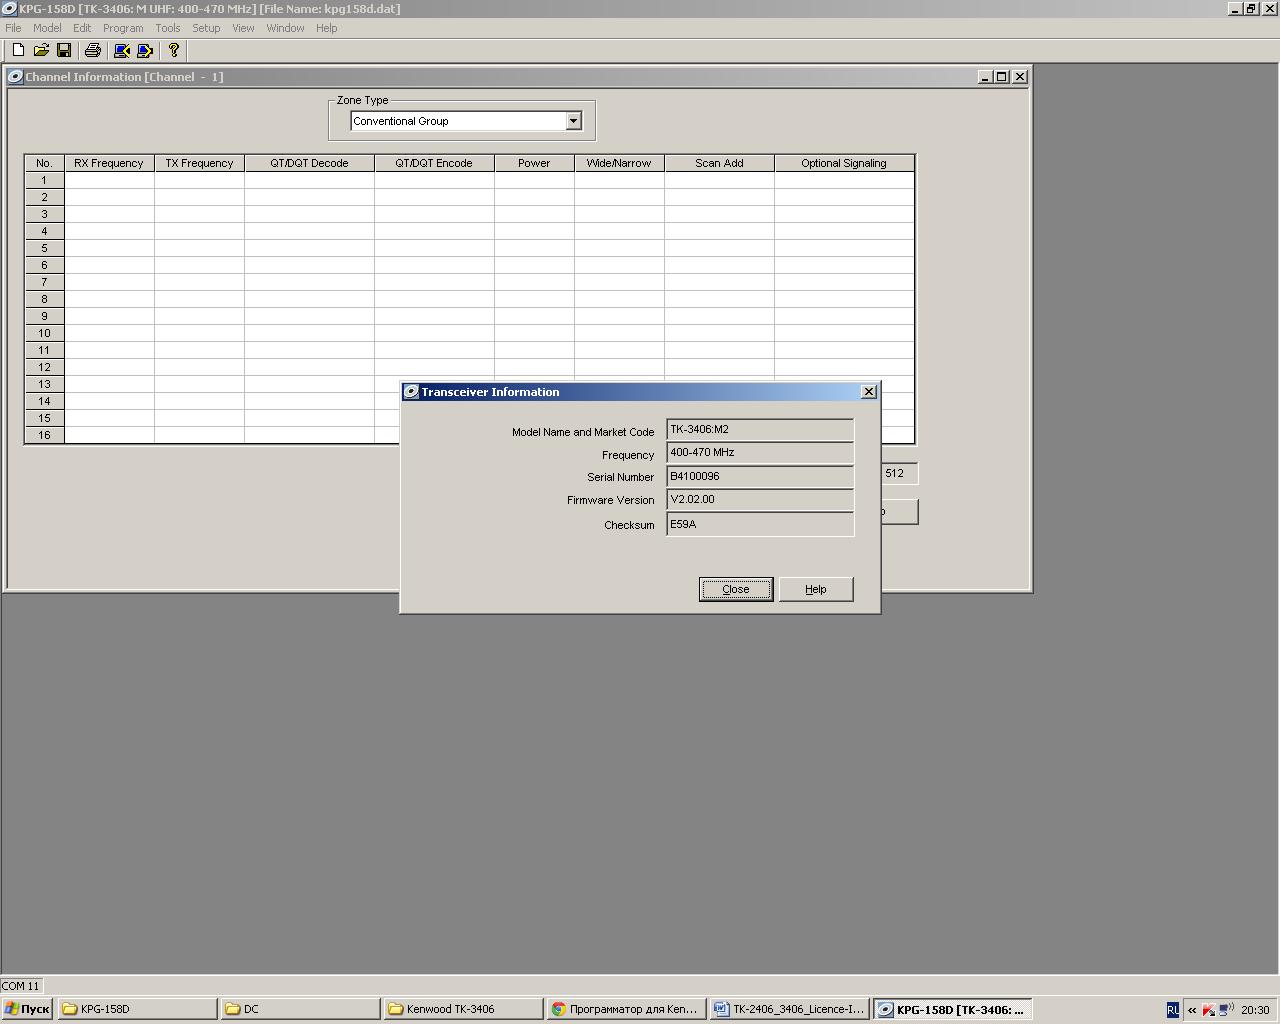 KPG-158D [TK-3406: M UHF: 400-470 MHz] [File Name: kpg158d.dat]
File Model Edit Program Tools Setup View Window Help
Channel Information [Channel - 1]
Zone Type
Conventional Group
No. RX Frequency TX Frequency QT/DQT Decode QT/DQT Encode Power Wide/Narrow Scan Add Optional Signaling
1
2
3
4
5
6
7
8
9
10
11
12
13
14
15
16
Transceiver Information
Model Name and Market Code TK-3406:M2
Frequency 400-470 MHz
Serial Number B4100096
Firmware Version V2.02.00
Checksum E59A
Close Help
512
COM 11
Пуск KPG-158D DC Kenwood TK-3406 Программатор для Ken... TK-2406_3406_Licence-I... KPG-158D [TK-3406: ... RL « 20:30